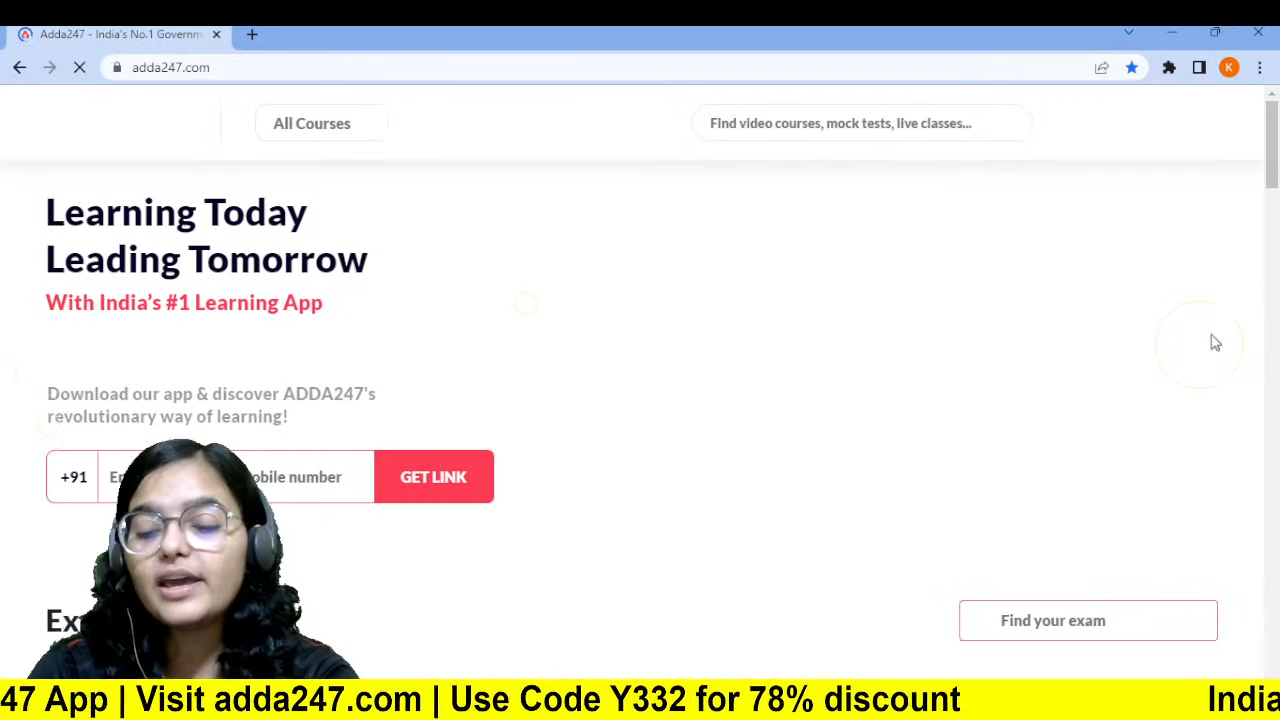 Adda247 - India's No.1 Governm
adda247.com
K
All Courses
Find video courses, mock tests, live classes...
Learning Today
Leading Tomorrow
With India's #1 Learning App
Download our app & discover ADDA247's
revolutionary way of learning!
+91
obile number
GET LINK
Find your exam
47 App | Visit adda247.com | Use Code Y332 for 78% discount
India